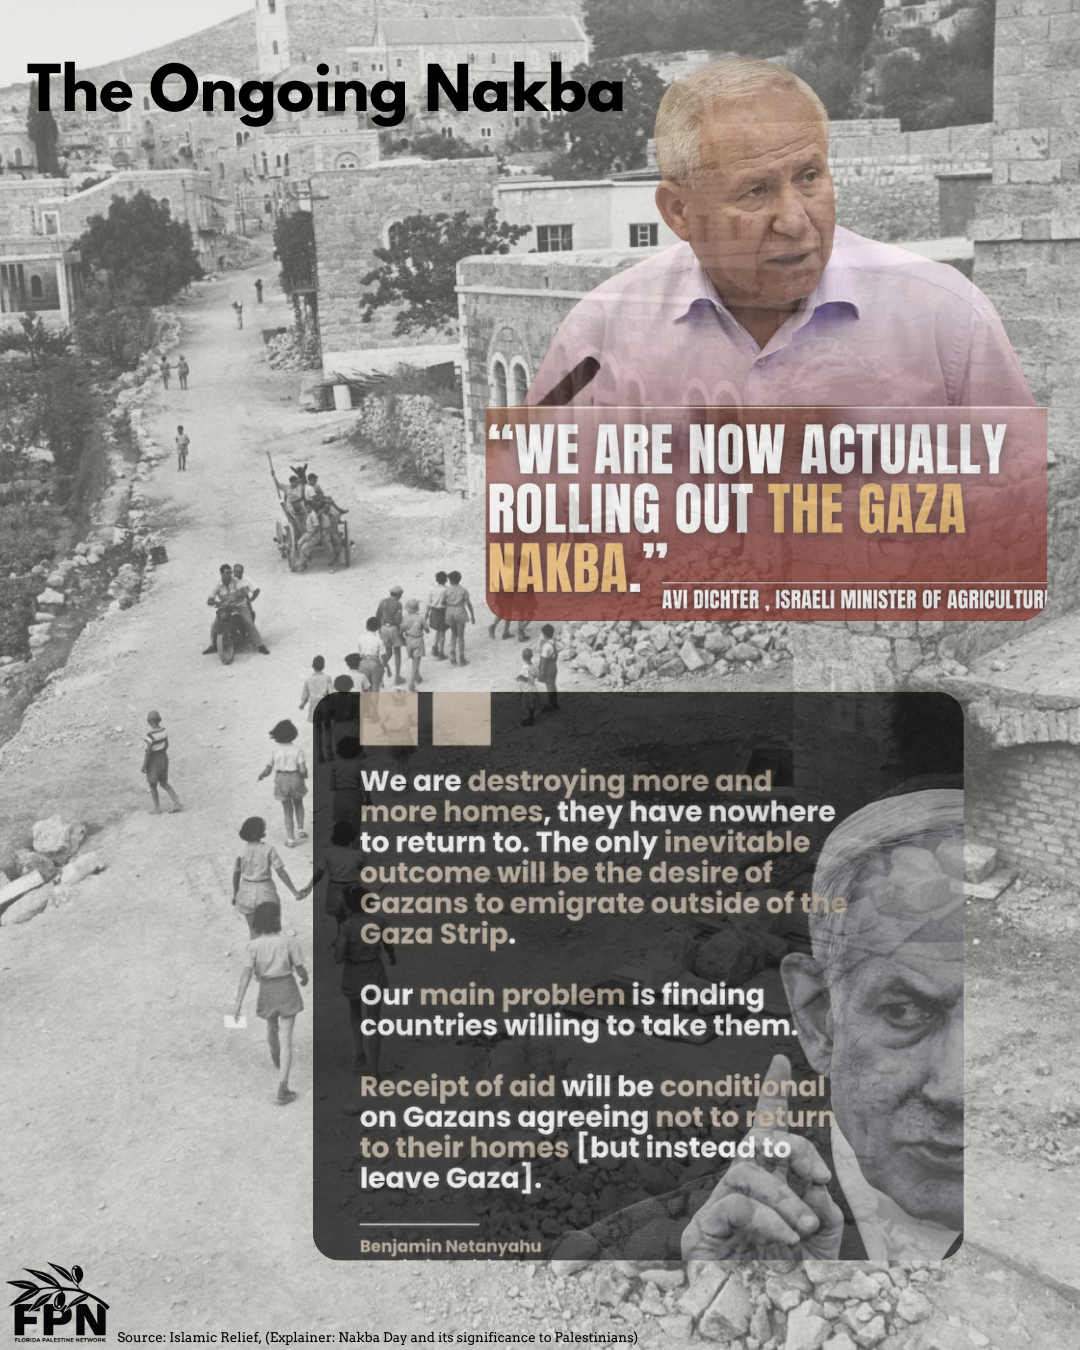 The Ongoing Nakba
“WE ARE NOW ACTUALLY
ROLLING OUT THE GAZA
NAKBA.”
AVI DICHTER , ISRAELI MINISTER OF AGRICULTUR
We are destroying more and
more homes, they have nowhere
to return to. The only inevitable
outcome will be the desire of
Gazans to emigrate outside of the
Gaza Strip.
Our main problem is finding
countries willing to take them.
Receipt of aid will be conditional
on Gazans agreeing not to return
to their homes [but instead to
leave Gaza].
Benjamin Netanyahu
FPN
FLORIDA PALESTINE NETWORK
Source: Islamic Relief, (Explainer: Nakba Day and its significance to Palestinians)